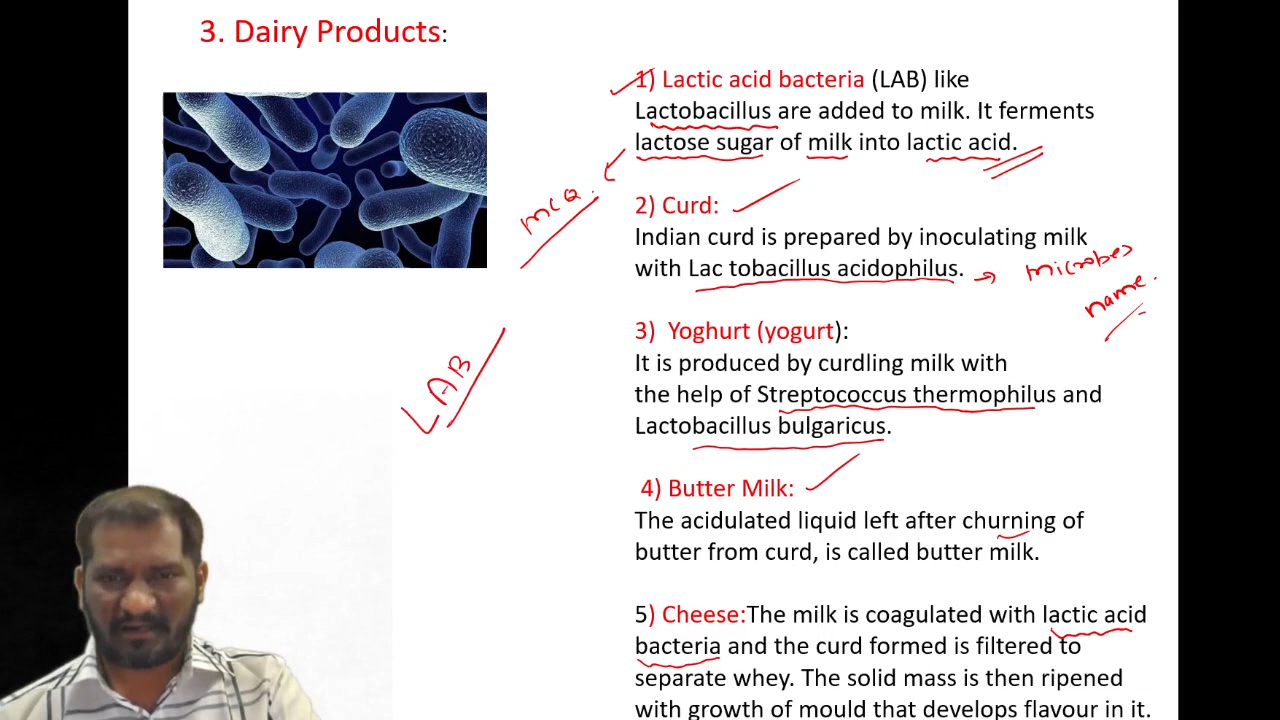 3. Dairy Products:
1) Lactic acid bacteria (LAB) like
Lactobacillus are added to milk. It ferments
lactose sugar of milk into lactic acid.
MCQ.
2) Curd:
Indian curd is prepared by inoculating milk
with Lac tobacillus acidophilus.
microbes
name.
3) Yoghurt (yogurt):
It is produced by curdling milk with
the help of Streptococcus thermophilus and
Lactobacillus bulgaricus.
LAB
4) Butter Milk:
The acidulated liquid left after churning of
butter from curd, is called butter milk.
5) Cheese:The milk is coagulated with lactic acid
bacteria and the curd formed is filtered to
separate whey. The solid mass is then ripened
with growth of mould that develops flavour in it.